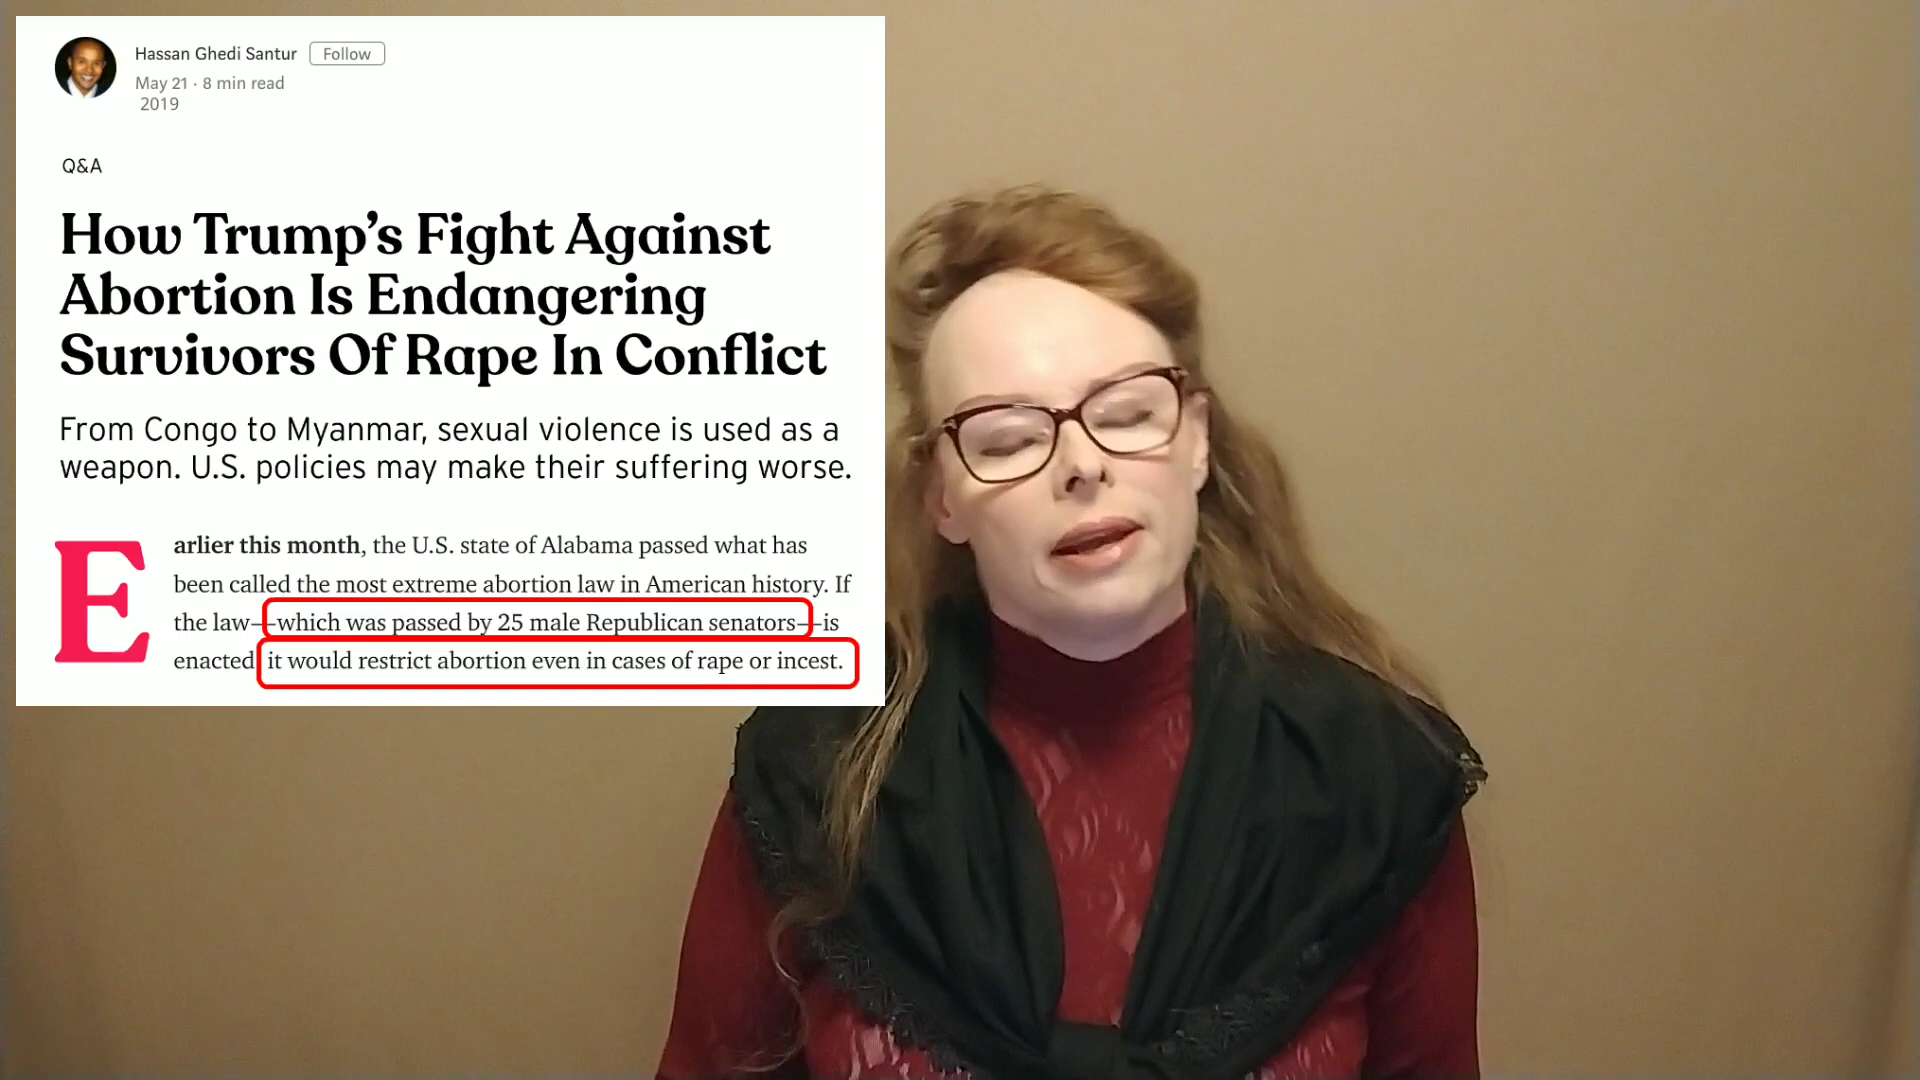 Hassan Ghedi Santur Follow
May 21 · 8 min read
2019
Q&A
How Trump's Fight Against
Abortion Is Endangering
Survivors Of Rape In Conflict
From Congo to Myanmar, sexual violence is used as a
weapon. U.S. policies may make their suffering worse.
Earlier this month, the U.S. state of Alabama passed what has
been called the most extreme abortion law in American history. If
the law—which was passed by 25 male Republican senators—is
enacted it would restrict abortion even in cases of rape or incest.